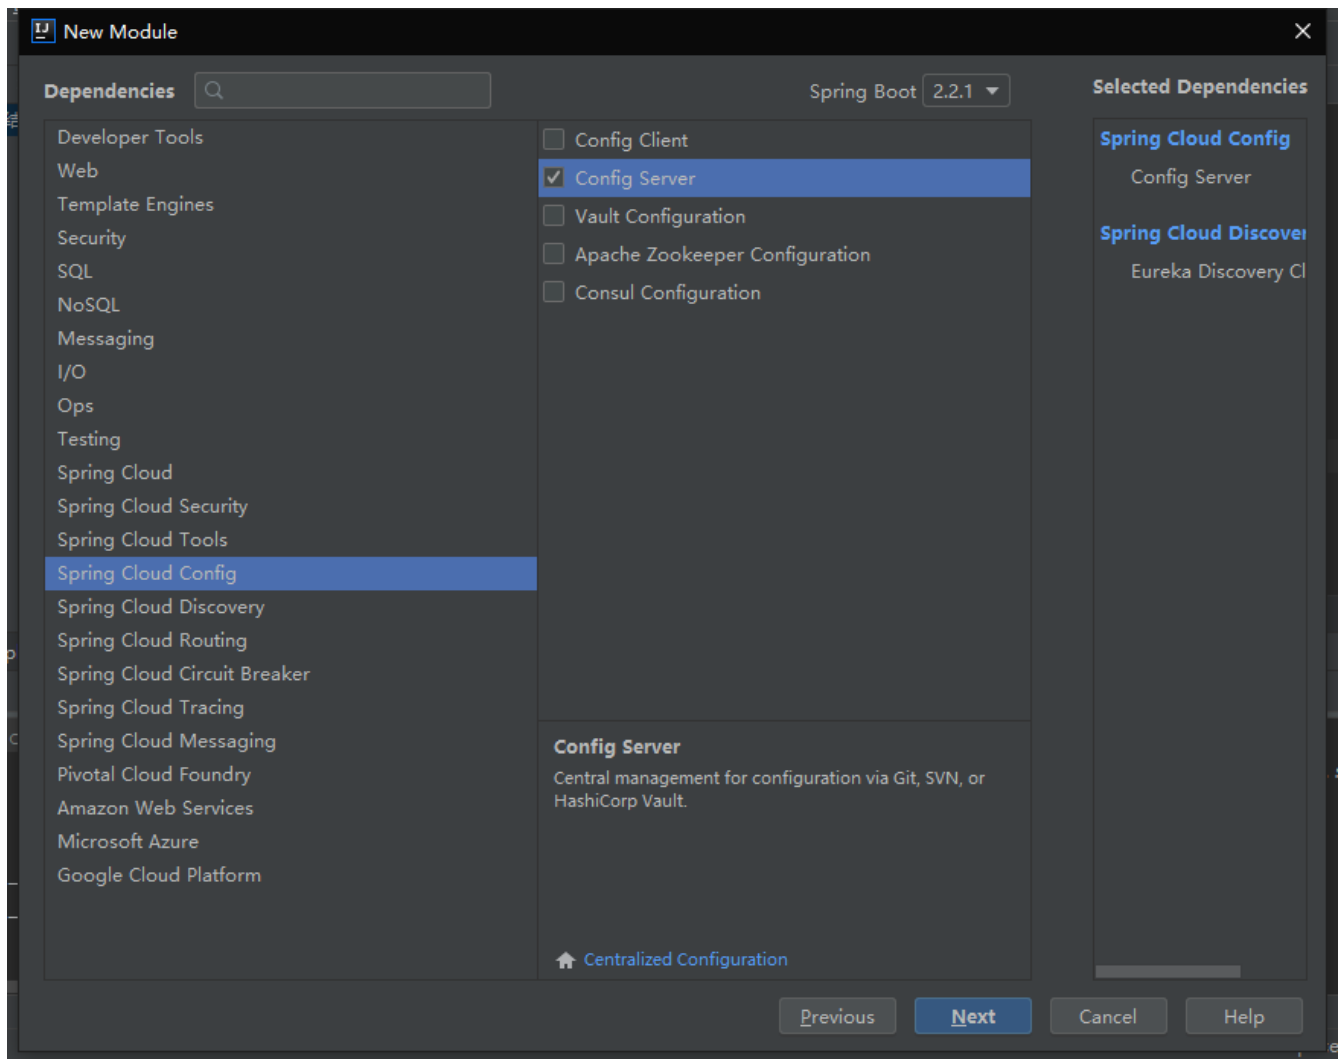 New Module
Dependencies
Spring Boot 2.2.1
Selected Dependencies
Developer Tools
Web
Template Engines
Security
SQL
NoSQL
Messaging
I/O
Ops
Testing
Spring Cloud
Spring Cloud Security
Spring Cloud Tools
Spring Cloud Config
Spring Cloud Discovery
Spring Cloud Routing
Spring Cloud Circuit Breaker
Spring Cloud Tracing
Spring Cloud Messaging
Pivotal Cloud Foundry
Amazon Web Services
Microsoft Azure
Google Cloud Platform
Config Client
Config Server
Vault Configuration
Apache Zookeeper Configuration
Consul Configuration
Config Server
Central management for configuration via Git, SVN, or
HashiCorp Vault.
Centralized Configuration
Spring Cloud Config
Config Server
Spring Cloud Discover
Eureka Discovery Cl
Previous
Next
Cancel
Help